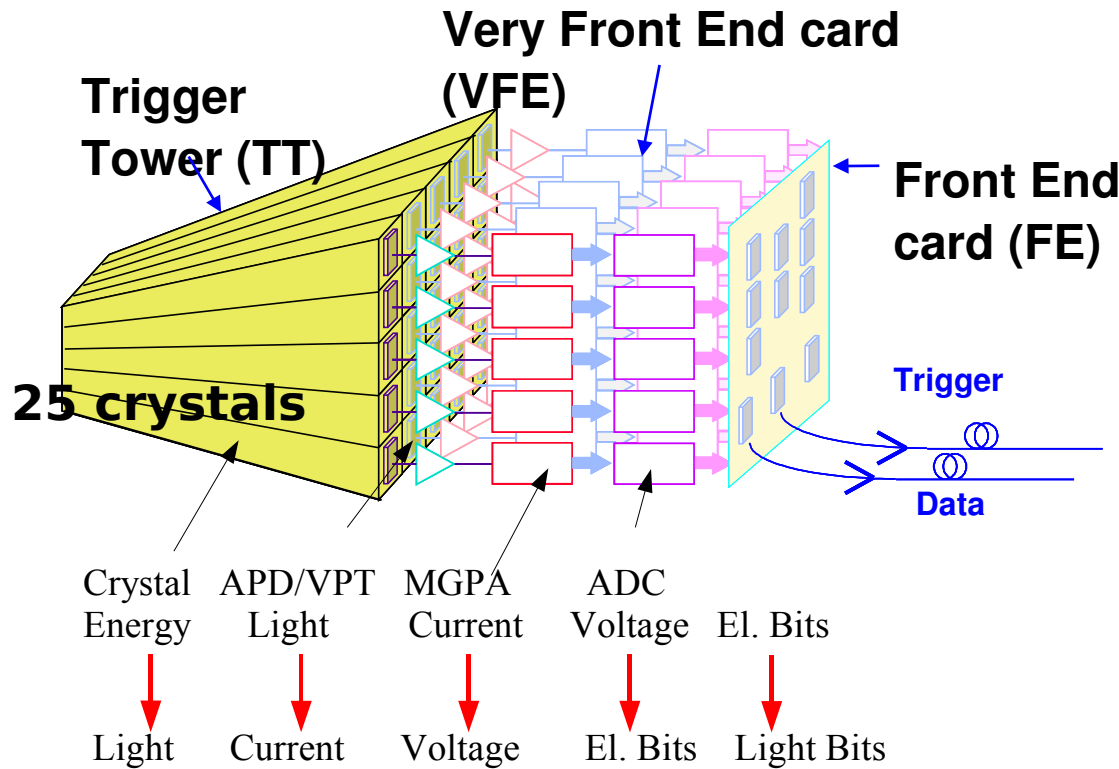 Very Front End card
(VFE)
Trigger
Tower (TT)
Front End
card (FE)
25 crystals
Trigger
Data
Crystal APD/VPT MGPA ADC
Energy Light Current Voltage El. Bits
Light Current Voltage El. Bits Light Bits